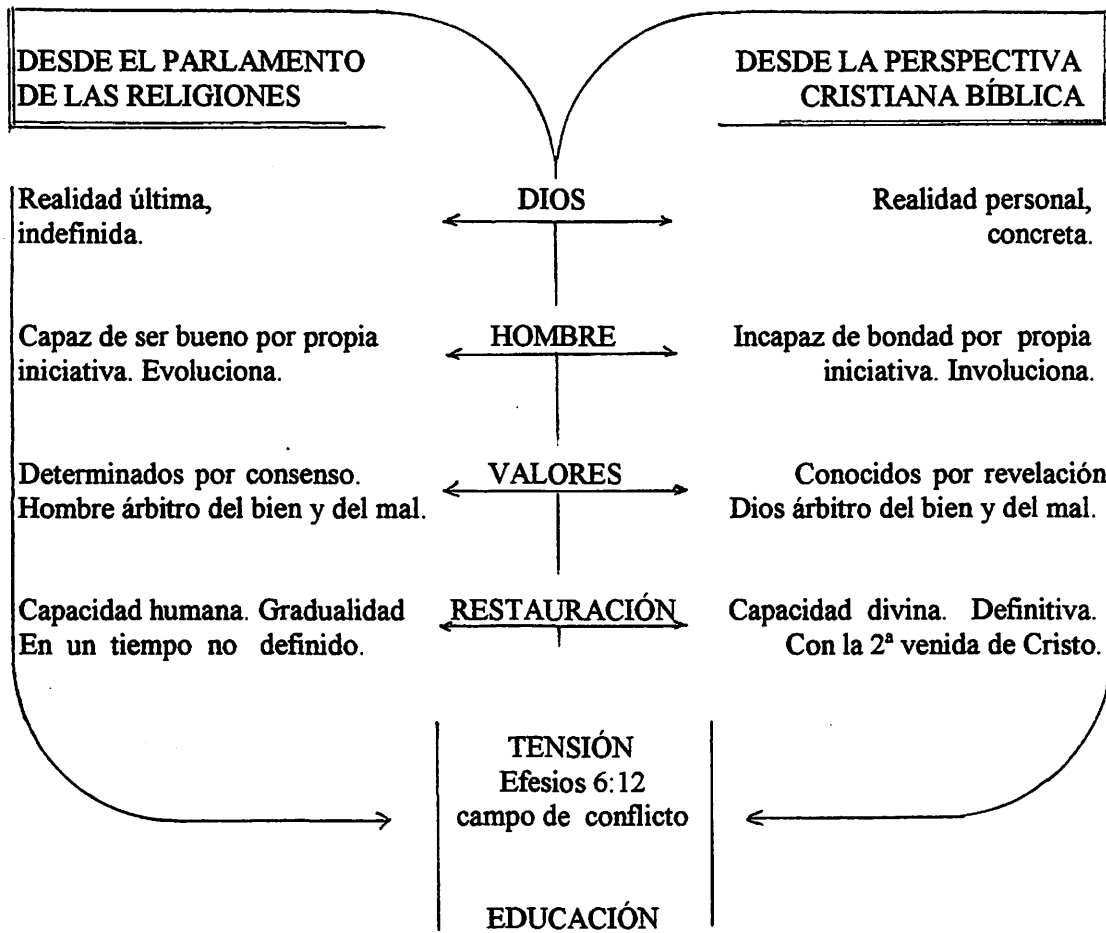 DESDE EL PARLAMENTO
DE LAS RELIGIONES
DESDE LA PERSPECTIVA
CRISTIANA BÍBLICA
Realidad última,
indefinida.
DIOS
Realidad personal,
concreta.
Capaz de ser bueno por propia
iniciativa. Evoluciona.
HOMBRE
Incapaz de bondad por propia
iniciativa. Involuciona.
Determinados por consenso.
Hombre árbitro del bien y del mal.
VALORES
Conocidos por revelación
Dios árbitro del bien y del mal.
Capacidad humana. Gradualidad
En un tiempo no definido.
RESTAURACIÓN
Capacidad divina. Definitiva.
Con la 2ª venida de Cristo.
TENSIÓN
Efesios 6:12
campo de conflicto
EDUCACIÓN